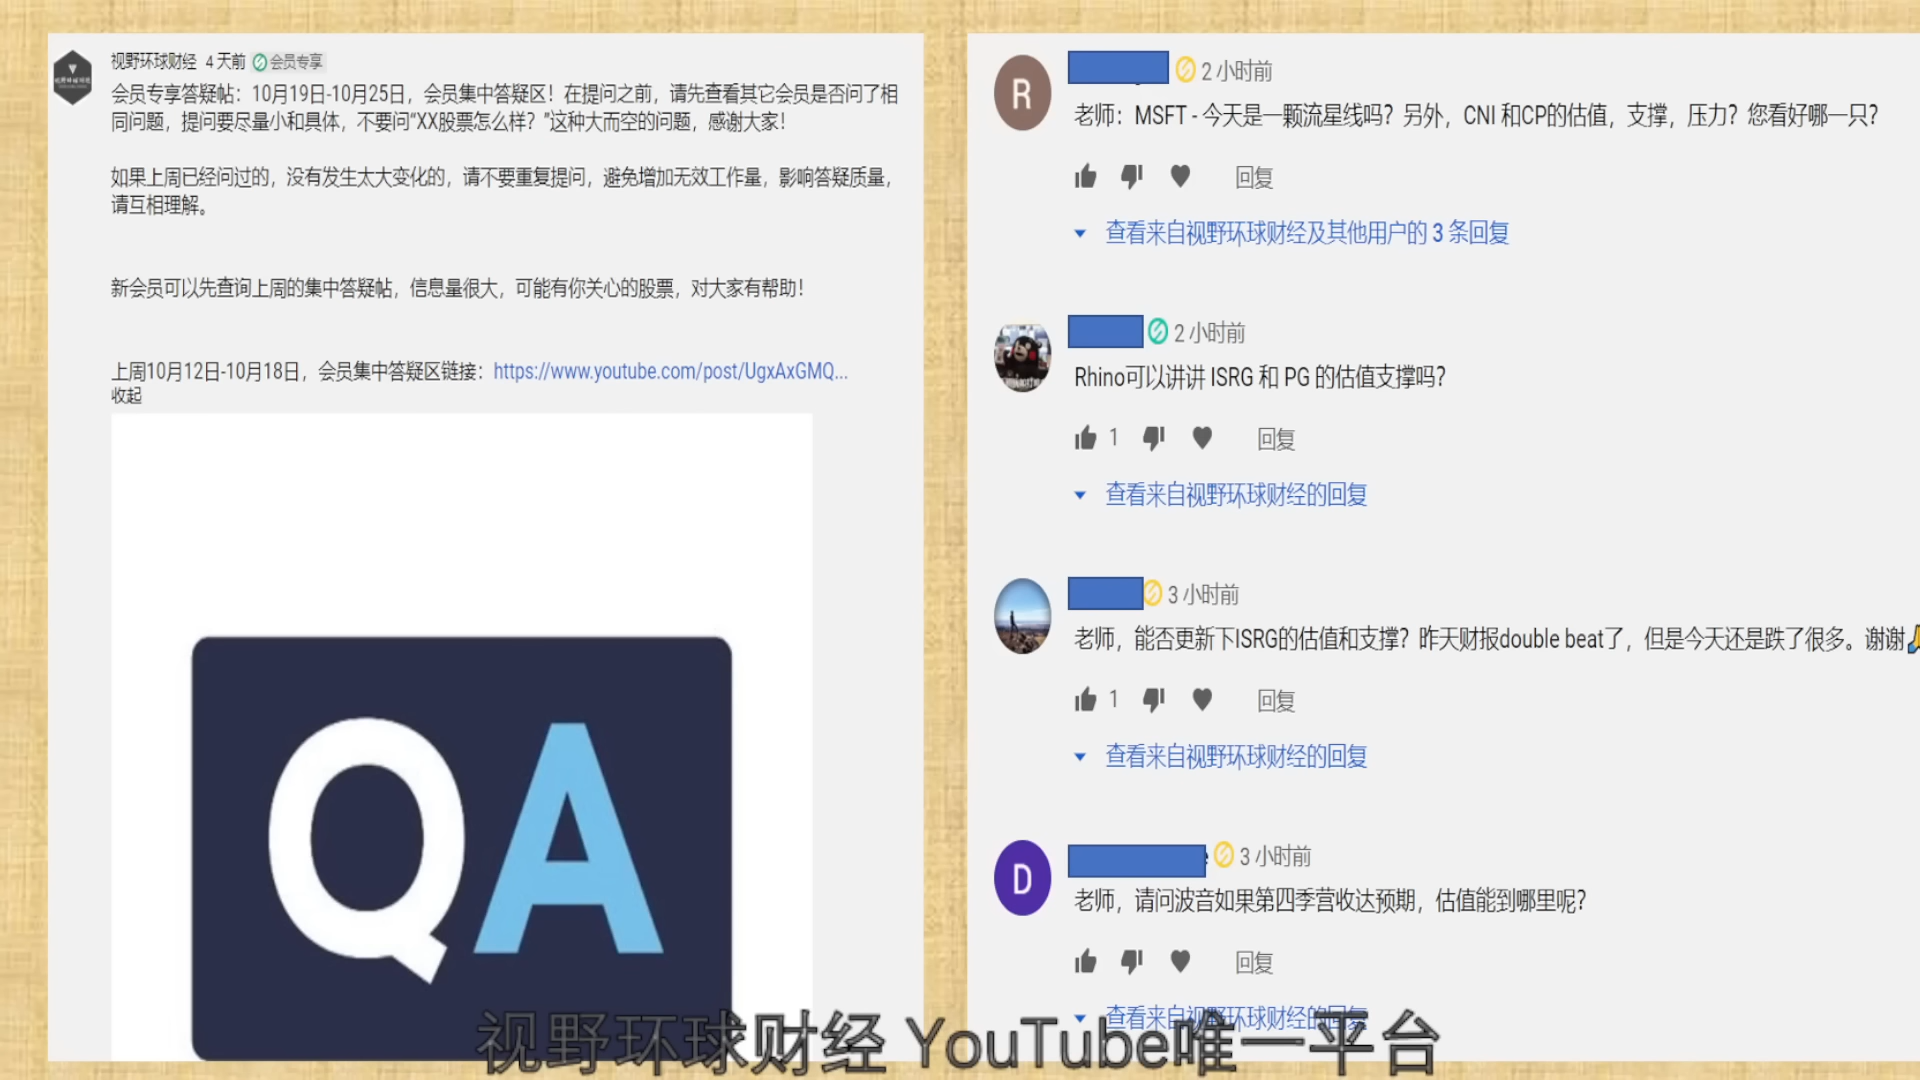 视野环球财经 4 天前 会员专享
会员专享答疑帖：10月19日-10月25日，会员集中答疑区！在提问之前，请先查看其它会员是否问了相
同问题，提问要尽量小和具体，不要问“XX股票怎么样？”这种大而空的问题，感谢大家！
如果上周已经问过的，没有发生太大变化的，请不要重复提问，避免增加无效工作量，影响答疑质量，
请互相理解。
新会员可以先查询上周的集中答疑帖，信息量很大，可能有你关心的股票，对大家有帮助！
上周10月12日-10月18日，会员集中答疑区链接：https://www.youtube.com/post/UgxAxGMQ...
收起
QA
R
2 小时前
老师：MSFT - 今天是一颗流星线吗？另外，CNI 和CP的估值，支撑，压力？您看好哪一只？
回复
查看来自视野环球财经及其他用户的 3 条回复
2 小时前
Rhino可以讲讲 ISRG 和 PG 的估值支撑吗？
1 回复
查看来自视野环球财经的回复
3 小时前
老师，能否更新下ISRG的估值和支撑？昨天财报double beat了，但是今天还是跌了很多。谢谢
1 回复
查看来自视野环球财经的回复
D
3 小时前
老师，请问波音如果第四季营收达预期，估值能到哪里呢？
回复
查看来自视野环球财经的回复
视野环球财经 YouTube唯一平台